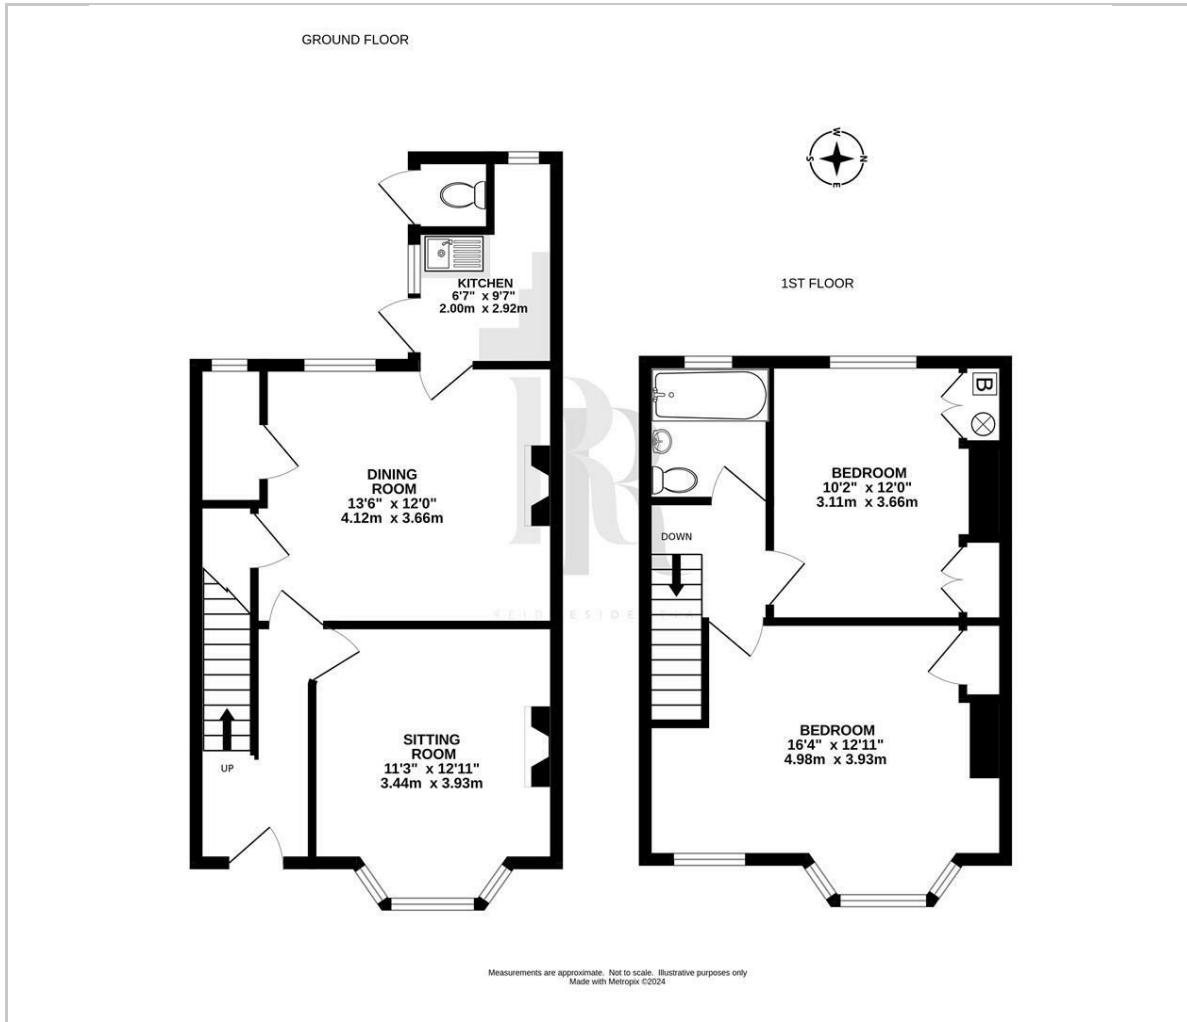 GROUND FLOOR
W
N
S
E
1ST FLOOR
KITCHEN
6'7" x 9'7"
2.00m x 2.92m
B
DINING
ROOM
13'6" x 12'0"
4.12m x 3.66m
BEDROOM
10'2" x 12'0"
3.11m x 3.66m
DOWN
SITTING
ROOM
11'3" x 12'11"
3.44m x 3.93m
BEDROOM
16'4" x 12'11"
4.98m x 3.93m
UP
Measurements are approximate. Not to scale. Illustrative purposes only
Made with Metropix ©2024